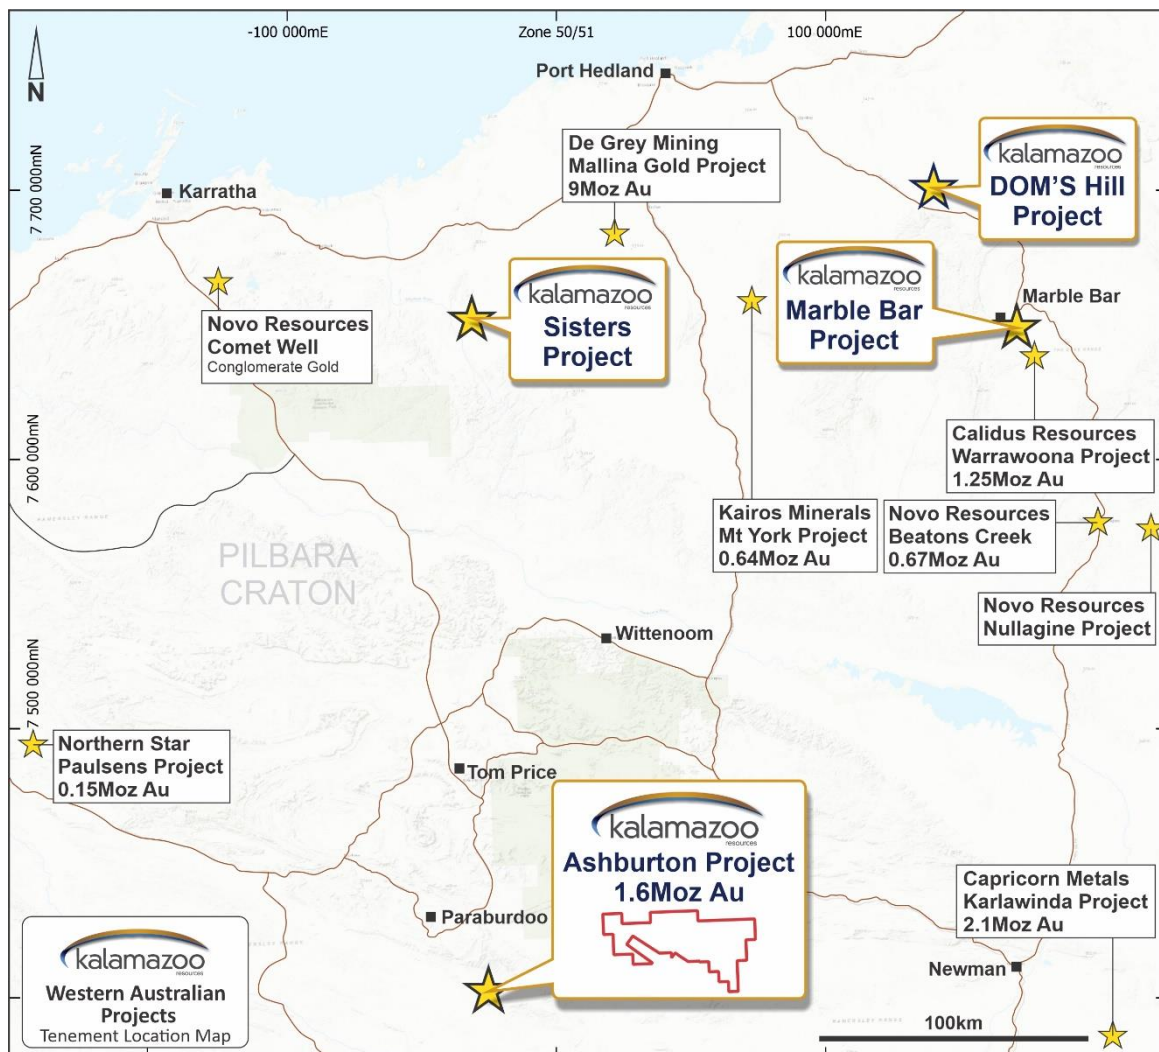 -100 000mE
Zone 50/51
100 000mE
N
7 700 000mN
7 600 000mN
7 500 000mN
Port Hedland
Karratha
De Grey Mining
Mallina Gold Project
9Moz Au
kalamazoo
resources
DOM'S Hill
Project
kalamazoo
resources
Sisters
Project
kalamazoo
resources
Marble Bar
Project
Marble Bar
Novo Resources
Comet Well
Conglomerate Gold
Calidus Resources
Warrawoona Project
1.25Moz Au
Kairos Minerals
Mt York Project
0.64Moz Au
Novo Resources
Beatons Creek
0.67Moz Au
Novo Resources
Nullagine Project
PILBARA
CRATON
Wittenoom
Northern Star
Paulsens Project
0.15Moz Au
Tom Price
kalamazoo
resources
Ashburton Project
1.6Moz Au
Paraburdoo
Capricorn Metals
Karlawinda Project
2.1Moz Au
Newman
kalamazoo
resources
Western Australian
Projects
Tenement Location Map
100km